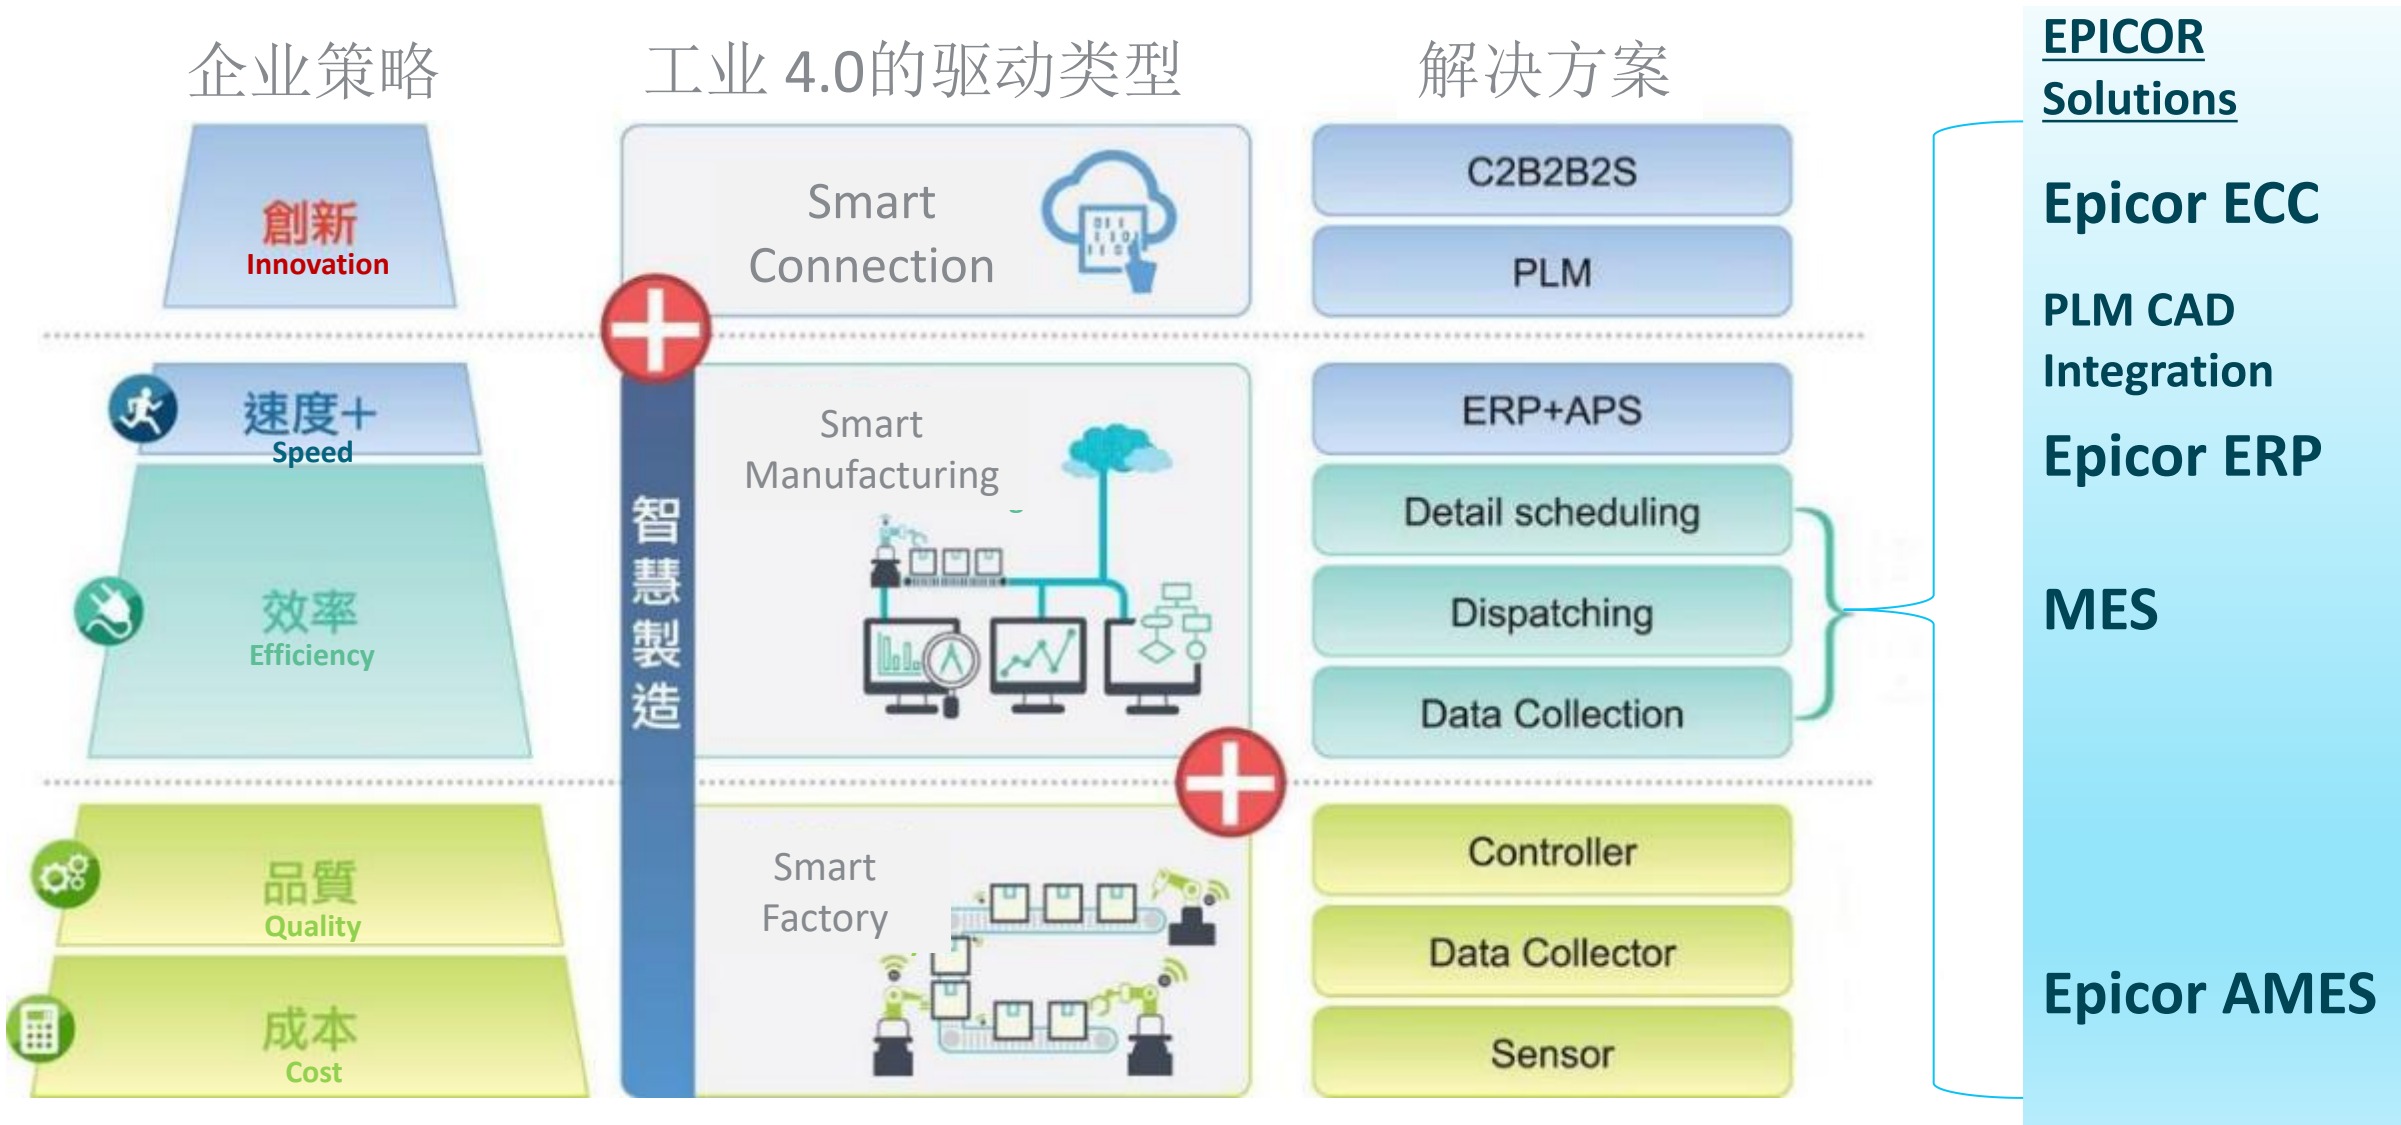 企业策略
工业 4.0的驱动类型
解决方案
EPICOR
Solutions
創新
Innovation
Smart
Connection
C2B2B2S
PLM
Epicor ECC
PLM CAD
Integration
速度+
Speed
效率
Efficiency
智慧製造
Smart
Manufacturing
ERP+APS
Detail scheduling
Dispatching
Data Collection
Epicor ERP
MES
品質
Quality
成本
Cost
Smart
Factory
Controller
Data Collector
Sensor
Epicor AMES